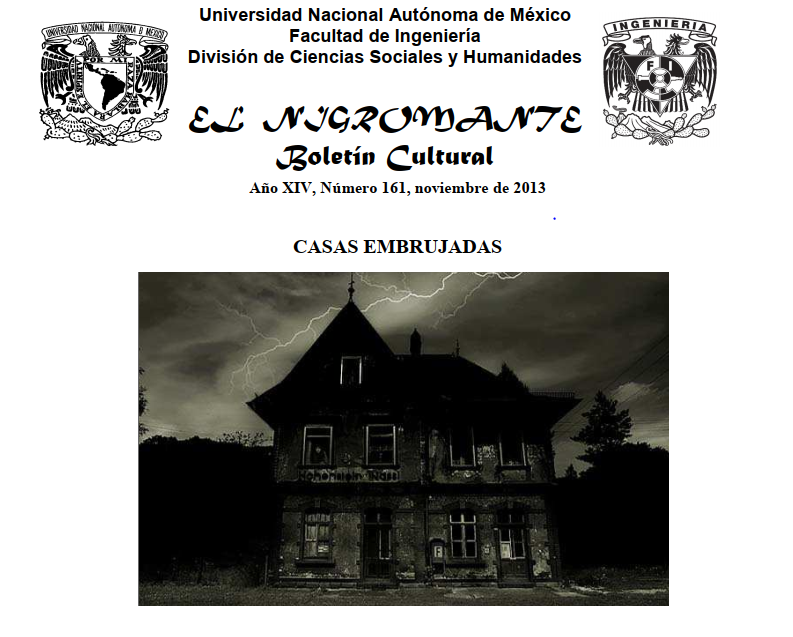 Universidad Nacional Autónoma de México
Facultad de Ingeniería
División de Ciencias Sociales y Humanidades
UNIVERSIDAD NACIONAL AUTONOMA DE MEXICO
POR MI RAZA HABLARA EL ESPIRITU
INGENIERIA
F I
EL NIGROMANTE
Boletín Cultural
Año XIV, Número 161, noviembre de 2013
CASAS EMBRUJADAS
F